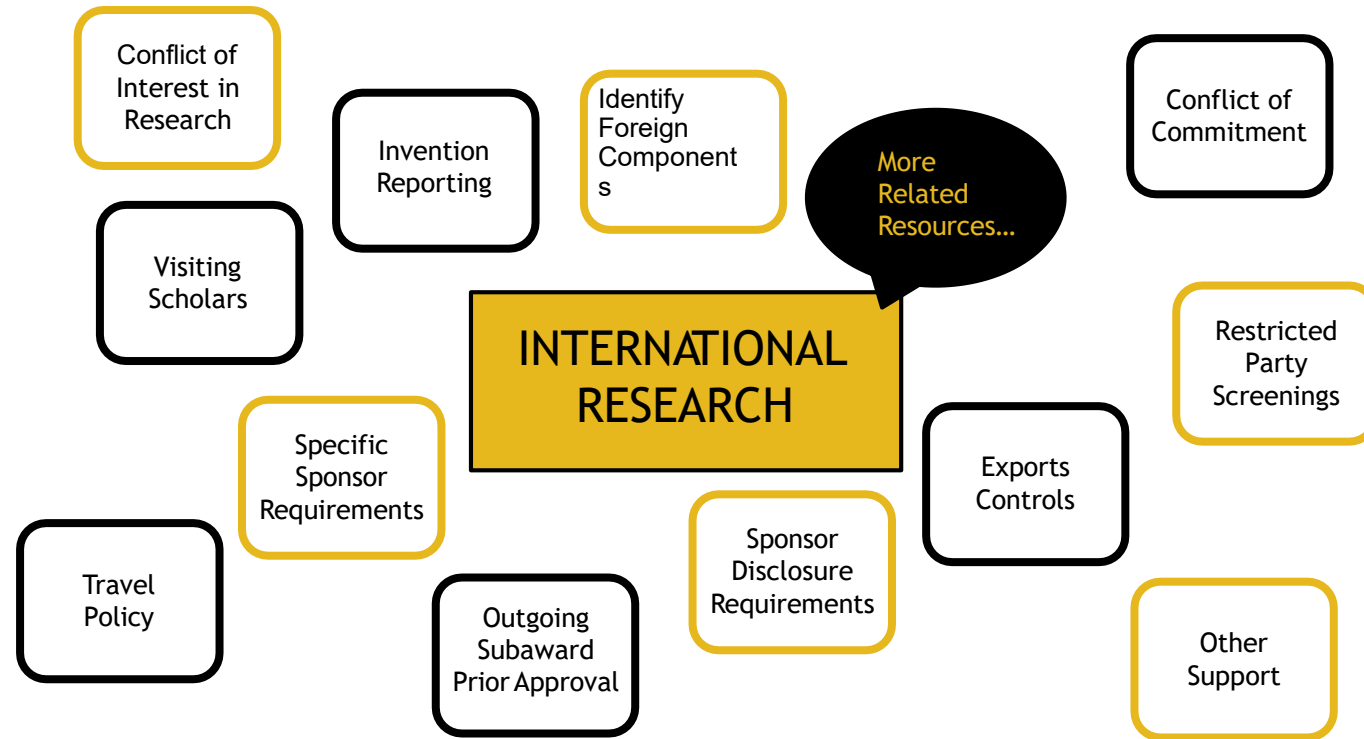 Conflict of
Interest in
Research
Invention
Reporting
Identify
Foreign
Component
s
More
Related
Resources...
Conflict of
Commitment
Visiting
Scholars
INTERNATIONAL
RESEARCH
Restricted
Party
Screenings
Specific
Sponsor
Requirements
Exports
Controls
Travel
Policy
Outgoing
Subaward
Prior Approval
Sponsor
Disclosure
Requirements
Other
Support